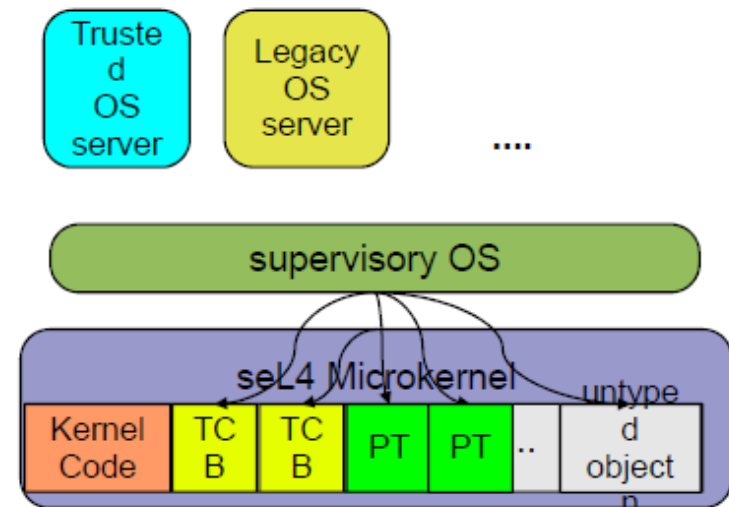 Truste
d
OS
server
Legacy
OS
server
....
supervisory OS
seL4 Microkernel
Kernel
Code
TC
B
TC
B
PT
PT
..
untype
d
object
n